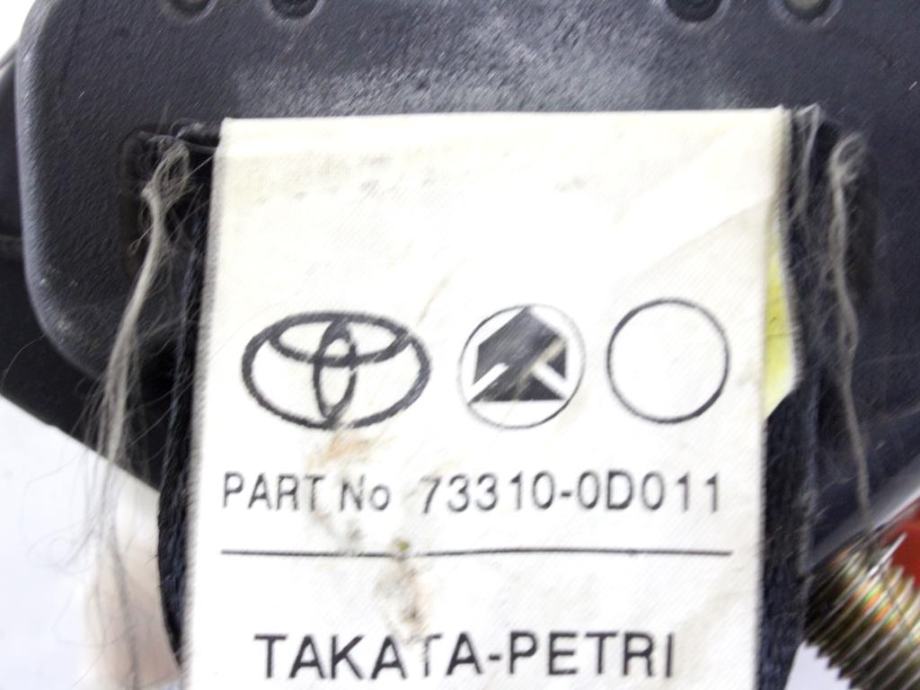 PART No 73310-0D011
TAKATA-PETRI